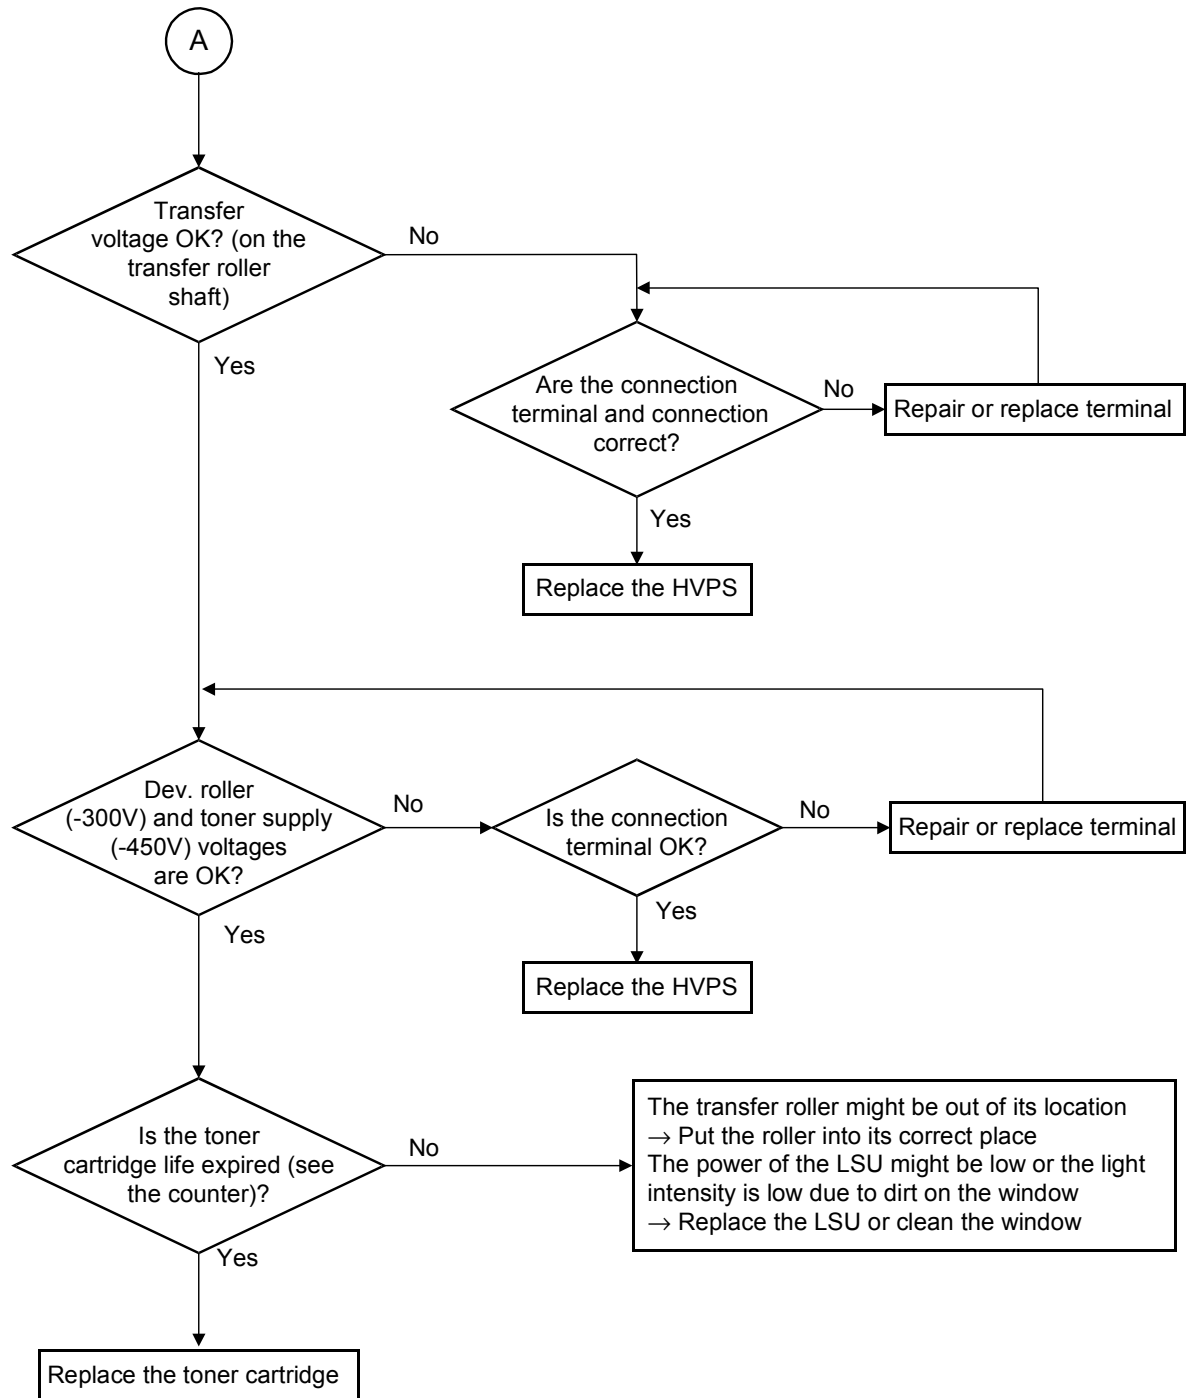 A
Transfer
voltage OK? (on the
transfer roller
shaft)
No
Yes
Are the connection
terminal and connection
correct?
No
Repair or replace terminal
Yes
Replace the HVPS
Dev. roller
(-300V) and toner supply
(-450V) voltages
are OK?
No
Is the connection
terminal OK?
No
Repair or replace terminal
Yes
Yes
Replace the HVPS
Is the toner
cartridge life expired (see
the counter)?
No
The transfer roller might be out of its location
→ Put the roller into its correct place
The power of the LSU might be low or the light
intensity is low due to dirt on the window
→ Replace the LSU or clean the window
Yes
Replace the toner cartridge